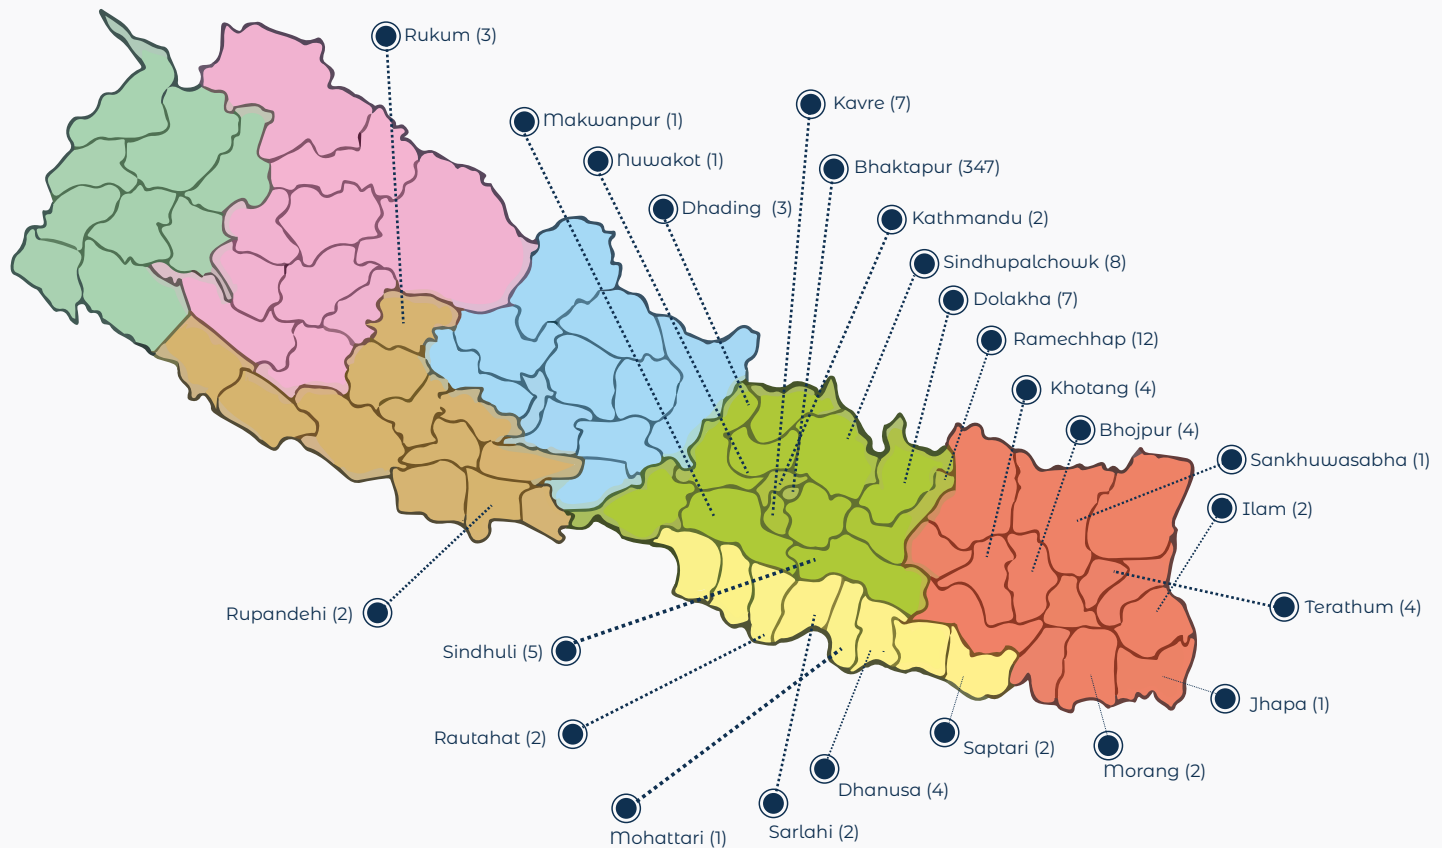 Rukum (3)
Kavre (7)
Makwanpur (1)
Nuwakot (1)
Bhaktapur (347)
Dhading (3)
Kathmandu (2)
Sindhupalchowk (8)
Dolakha (7)
Ramechhap (12)
Khotang (4)
Bhojpur (4)
Sankhuwasabha (1)
Ilam (2)
Terathum (4)
Rupandehi (2)
Sindhuli (5)
Jhapa (1)
Rautahat (2)
Saptari (2)
Morang (2)
Dhanusa (4)
Sarlahi (2)
Mohattari (1)